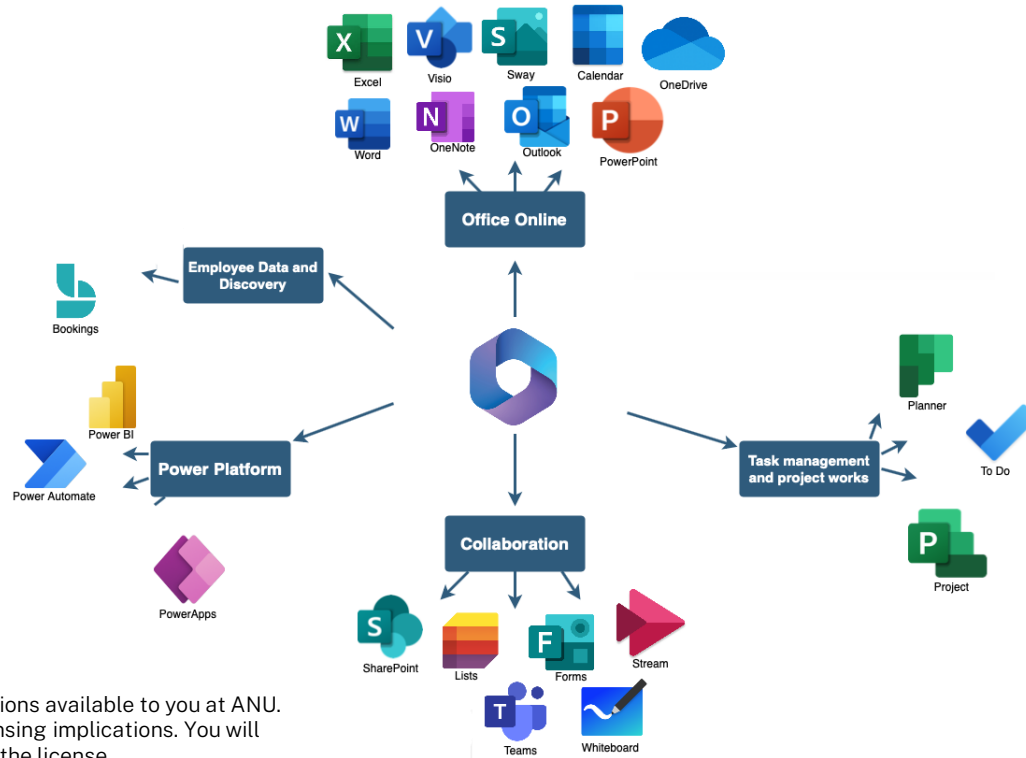 X
V
S
Excel
Visio
Sway
Calendar
OneDrive
W
N
O
P
Word
OneNote
Outlook
PowerPoint
Office Online
Employee Data and
Discovery
Bookings
Planner
Power BI
Power Automate
Power Platform
PowerApps
Task management
and project works
To Do
P
Project
Collaboration
S
SharePoint
Lists
F
Forms
Stream
T
Teams
Whiteboard
ions available to you at ANU.
nsing implications. You will
the license